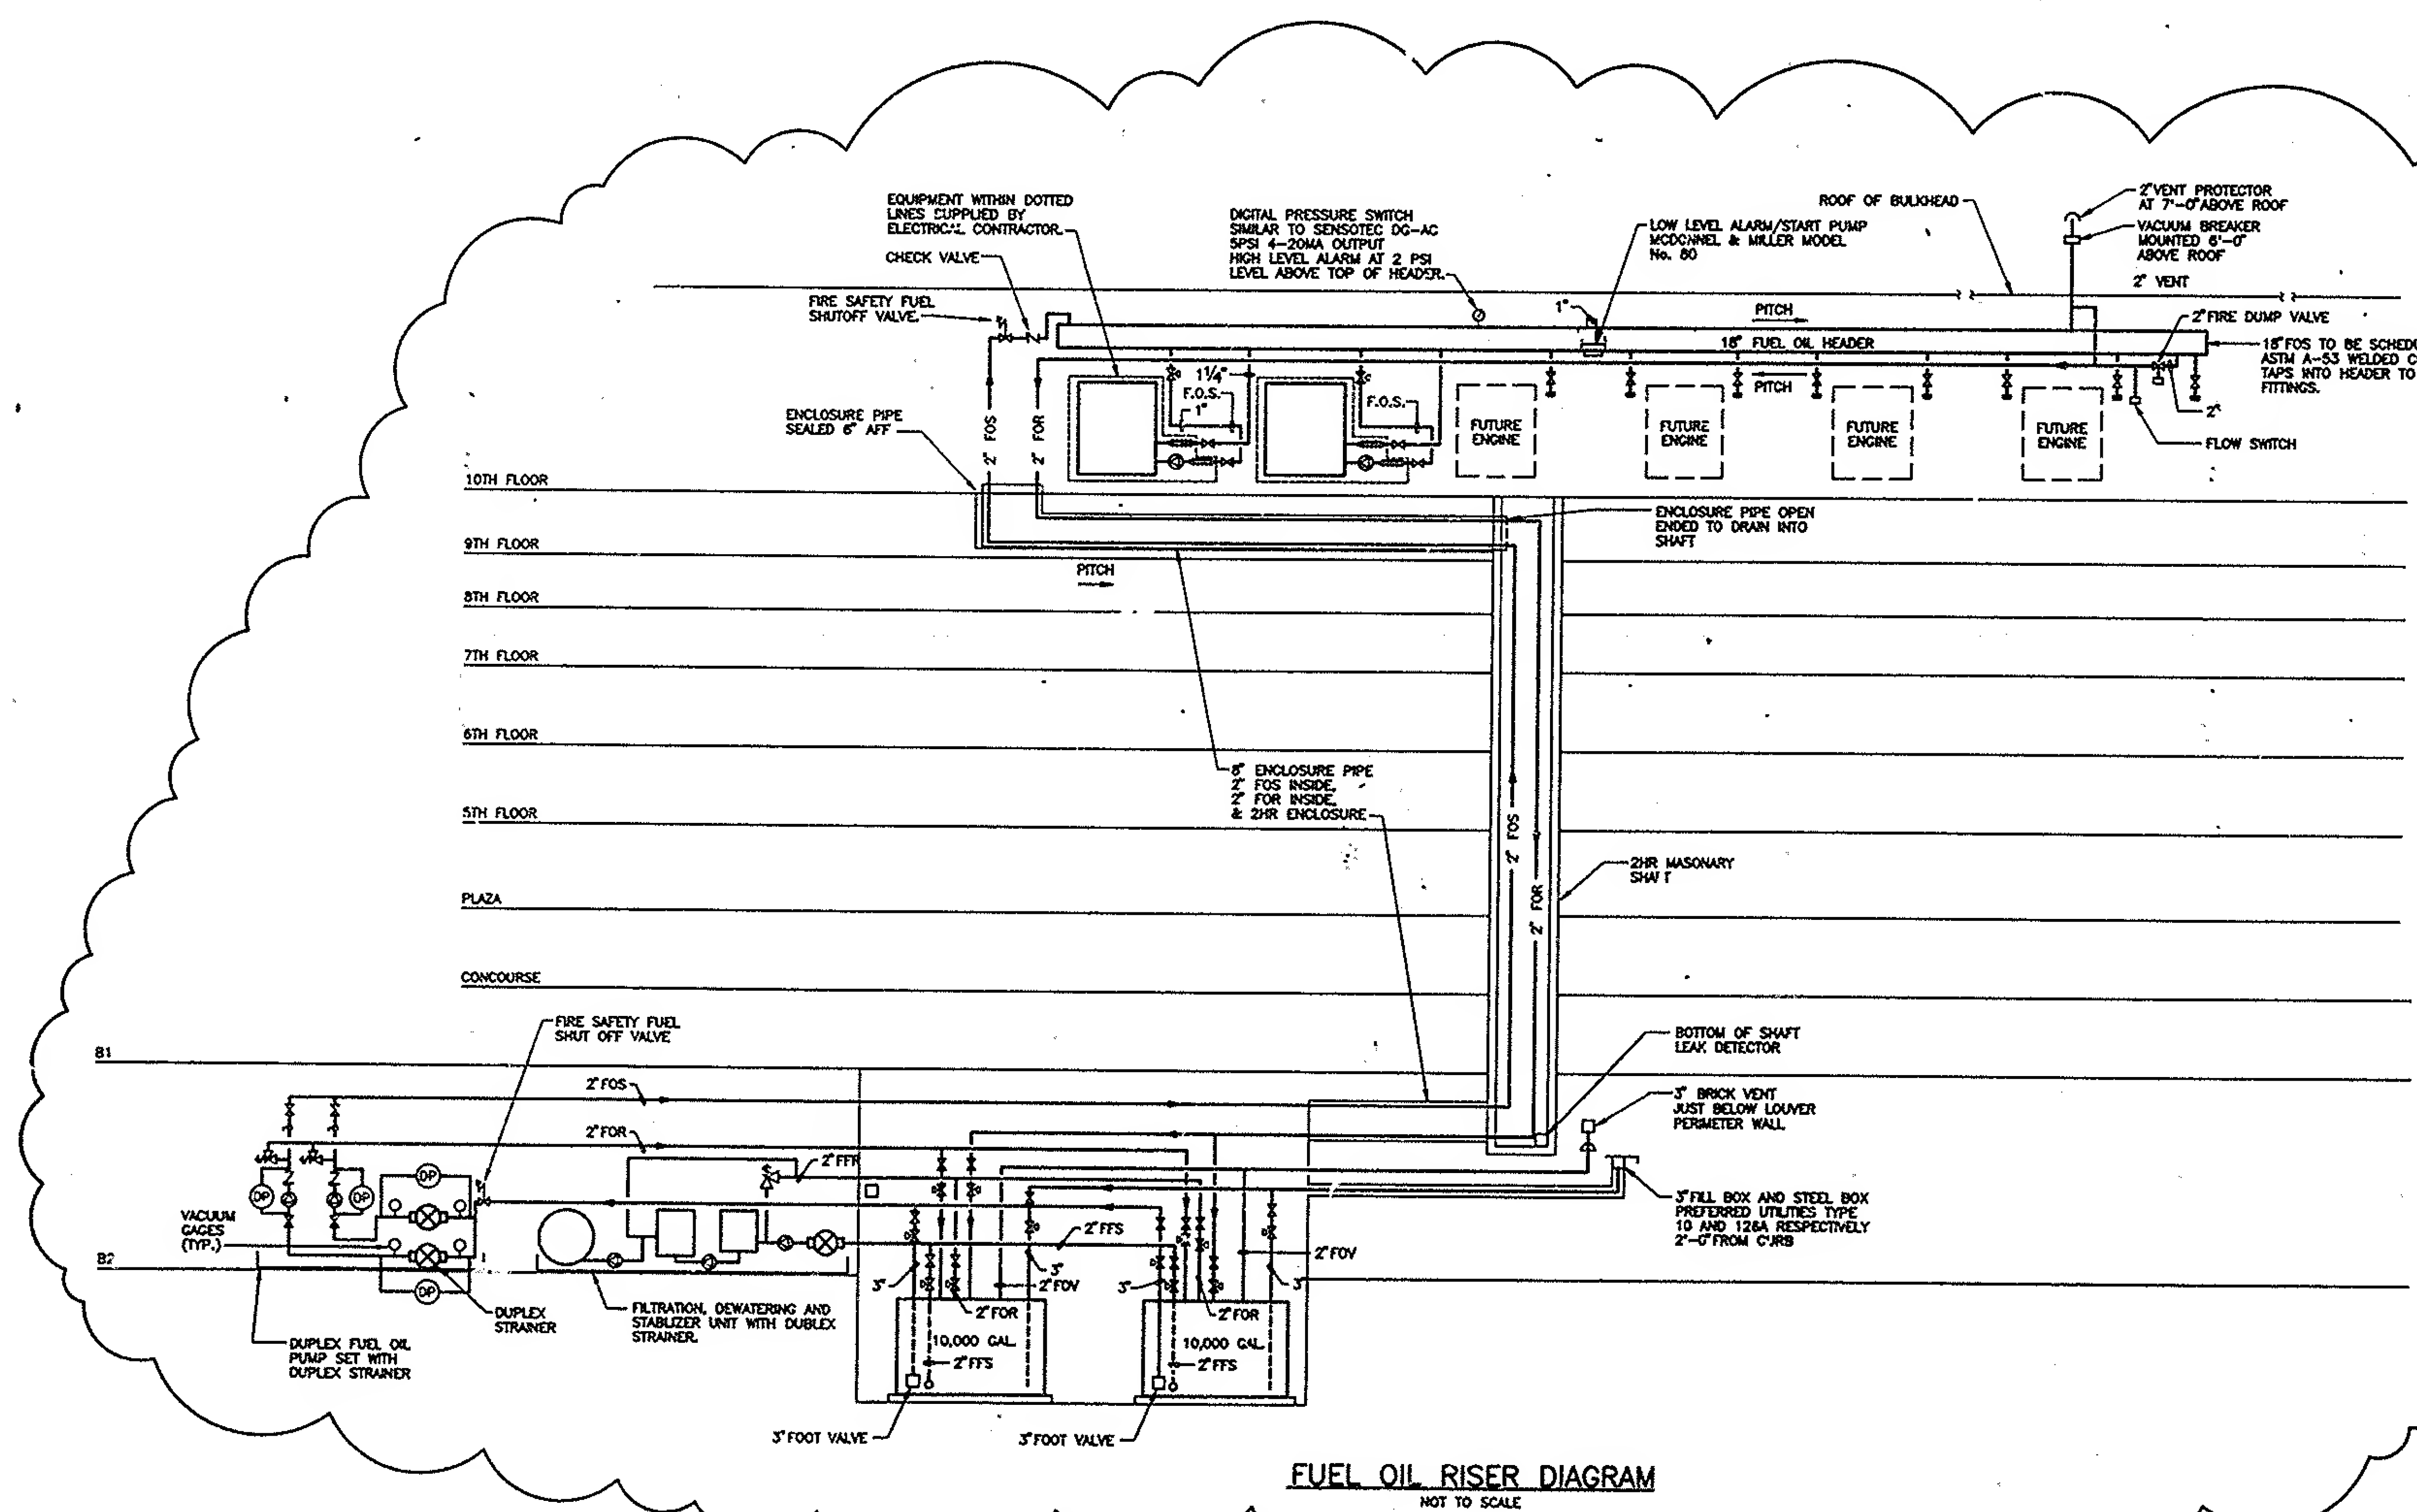 EQUIPMENT WITHIN DOTTED
LINES SUPPLIED BY
ELECTRICAL CONTRACTOR.
CHECK VALVE
FIRE SAFETY FUEL
SHUTOFF VALVE.
DIGITAL PRESSURE SWITCH
SIMILAR TO SENSOTEC DG-AC
5PSI 4-20MA OUTPUT
HIGH LEVEL ALARM AT 2 PSI
LEVEL ABOVE TOP OF HEADER.
LOW LEVEL ALARM/START PUMP
MCDONNEL & MILLER MODEL
No. 80
ROOF OF BULKHEAD
2" VENT PROTECTOR
AT 7'-0" ABOVE ROOF
VACUUM BREAKER
MOUNTED 6'-0"
ABOVE ROOF
2" VENT
1"
PITCH
2" FIRE DUMP VALVE
18" FUEL OIL HEADER
18" FOS TO BE SCHED
ASTM A-53 WELDED C
TAPS INTO HEADER TO
FITTINGS.
PITCH
1 1/4"
F.O.S.
1"
F.O.S.
2"
FLOW SWITCH
ENCLOSURE PIPE
SEALED 6" AFF
2" FOS
2" FOR
FUTURE
ENGINE
FUTURE
ENGINE
FUTURE
ENGINE
FUTURE
ENGINE
10TH FLOOR
ENCLOSURE PIPE OPEN
ENDED TO DRAIN INTO
SHAFT
9TH FLOOR
PITCH
8TH FLOOR
7TH FLOOR
6TH FLOOR
8" ENCLOSURE PIPE
2" FOS INSIDE,
2" FOR INSIDE,
& 2HR ENCLOSURE
5TH FLOOR
2" FOS
2" FOR
2HR MASONARY
SHAFT
PLAZA
CONCOURSE
FIRE SAFETY FUEL
SHUT OFF VALVE
BOTTOM OF SHAFT
LEAK DETECTOR
B1
2" FOS
3" BRICK VENT
JUST BELOW LOUVER
PERIMETER WALL
2" FOR
2" FFR
DP
DP
DP
VACUUM
GAGES
(TYP.)
3" FILL BOX AND STEEL BOX
PREFERRED UTILITIES TYPE
10 AND 126A RESPECTIVELY
2'-0" FROM CURB
2" FFS
2" FOV
B2
3"
3"
2" FOV
3"
3"
DP
DUPLEX
STRAINER
FILTRATION, DEWATERING AND
STABLIZER UNIT WITH DUBLEX
STRAINER.
2" FOR
2" FOR
10,000 GAL.
10,000 GAL.
2" FFS
2" FFS
DUPLEX FUEL OIL
PUMP SET WITH
DUPLEX STRAINER
3" FOOT VALVE
3" FOOT VALVE
FUEL OIL RISER DIAGRAM
NOT TO SCALE